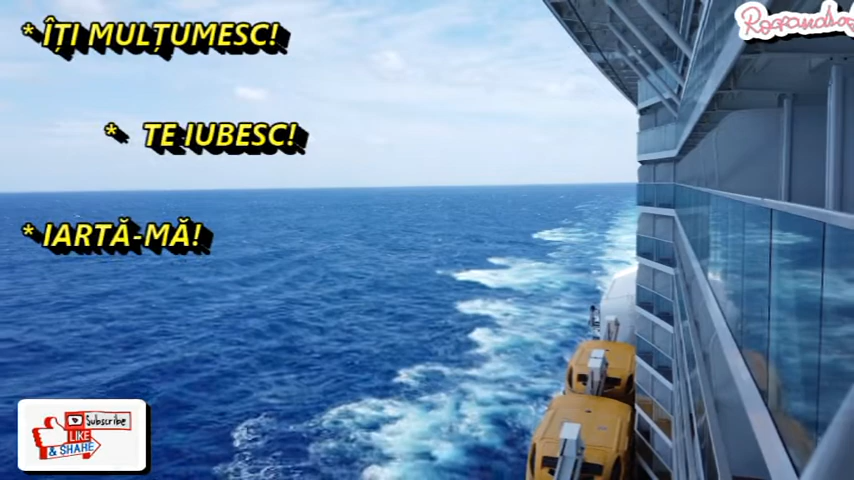 * ÎȚI MULȚUMESC!
* TE IUBESC!
* IARTĂ-MĂ!
Subscribe
LIKE
& SHARE